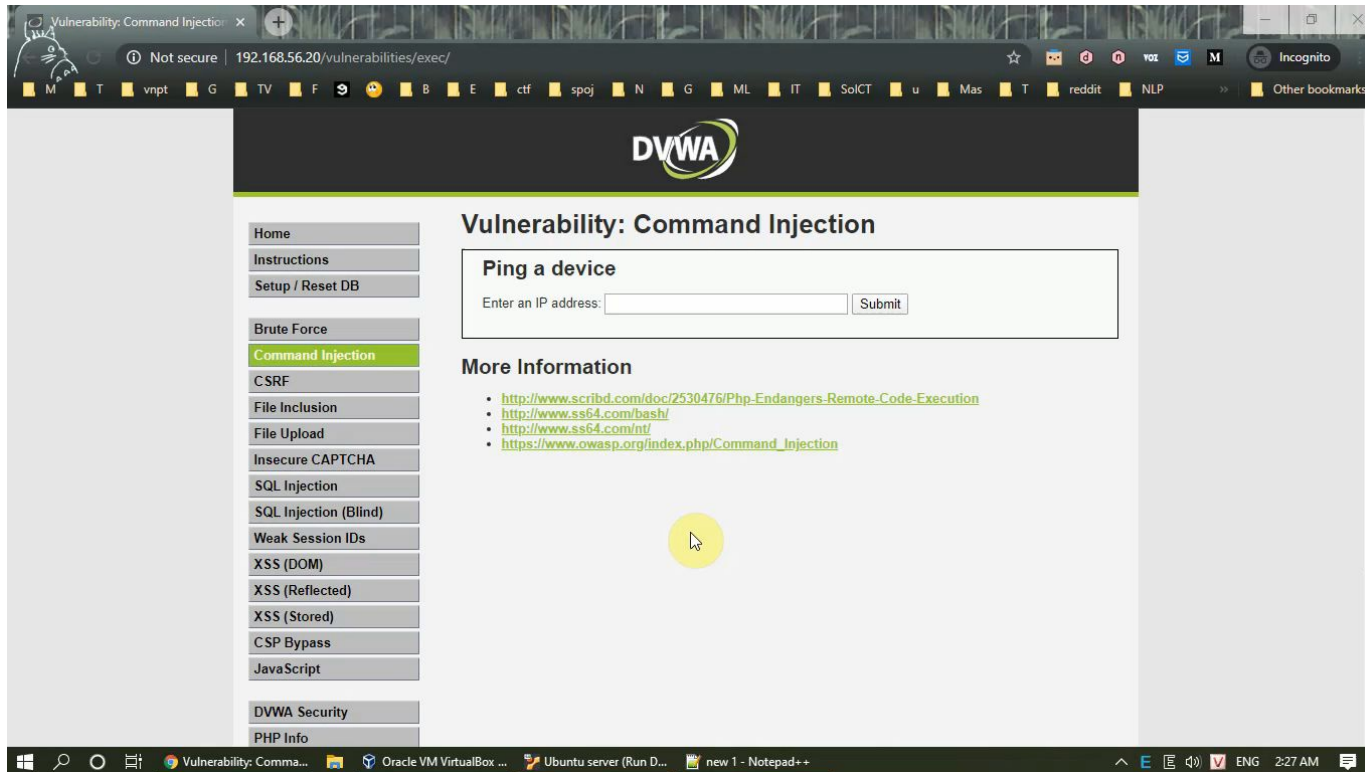 Vulnerability: Command Injection
Not secure | 192.168.56.20/vulnerabilities/exec/
VOZ M Incognito
M T vnpt G TV F 9 B E ctf spoj N G ML IT SoICT u Mas T reddit NLP » Other bookmarks
DVWA
Home
Instructions
Setup / Reset DB
Brute Force
Command Injection
CSRF
File Inclusion
File Upload
Insecure CAPTCHA
SQL Injection
SQL Injection (Blind)
Weak Session IDs
XSS (DOM)
XSS (Reflected)
XSS (Stored)
CSP Bypass
JavaScript
DVWA Security
PHP Info
Vulnerability: Command Injection
Ping a device
Enter an IP address: Submit
More Information
• http://www.scribd.com/doc/2530476/Php-Endangers-Remote-Code-Execution
• http://www.ss64.com/bash/
• http://www.ss64.com/nt/
• https://www.owasp.org/index.php/Command_Injection
Vulnerability: Comma... Oracle VM VirtualBox ... Ubuntu server (Run D... new 1 - Notepad++ E E V ENG 2:27 AM